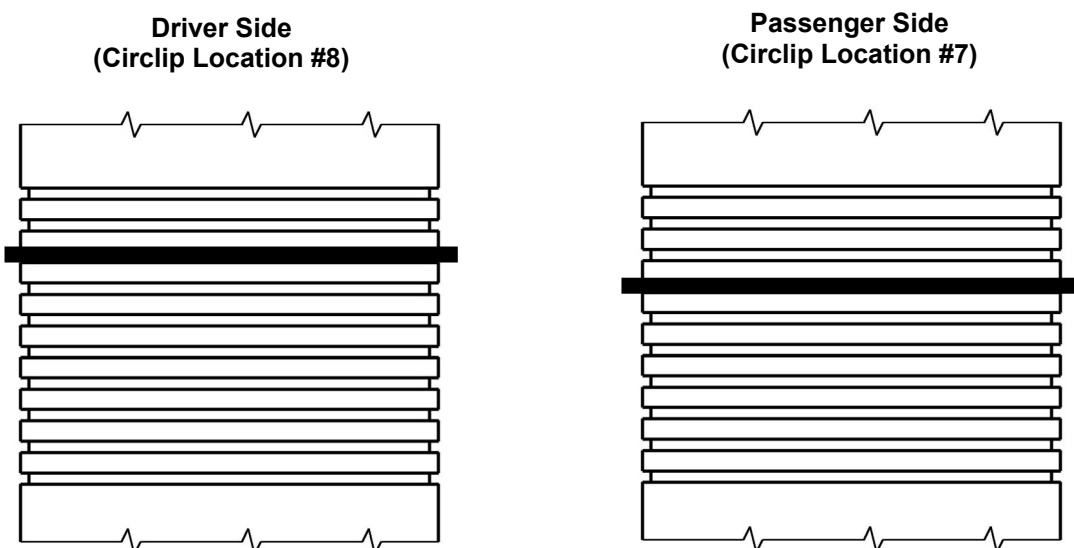 Driver Side
(Circlip Location #8)
Passenger Side
(Circlip Location #7)